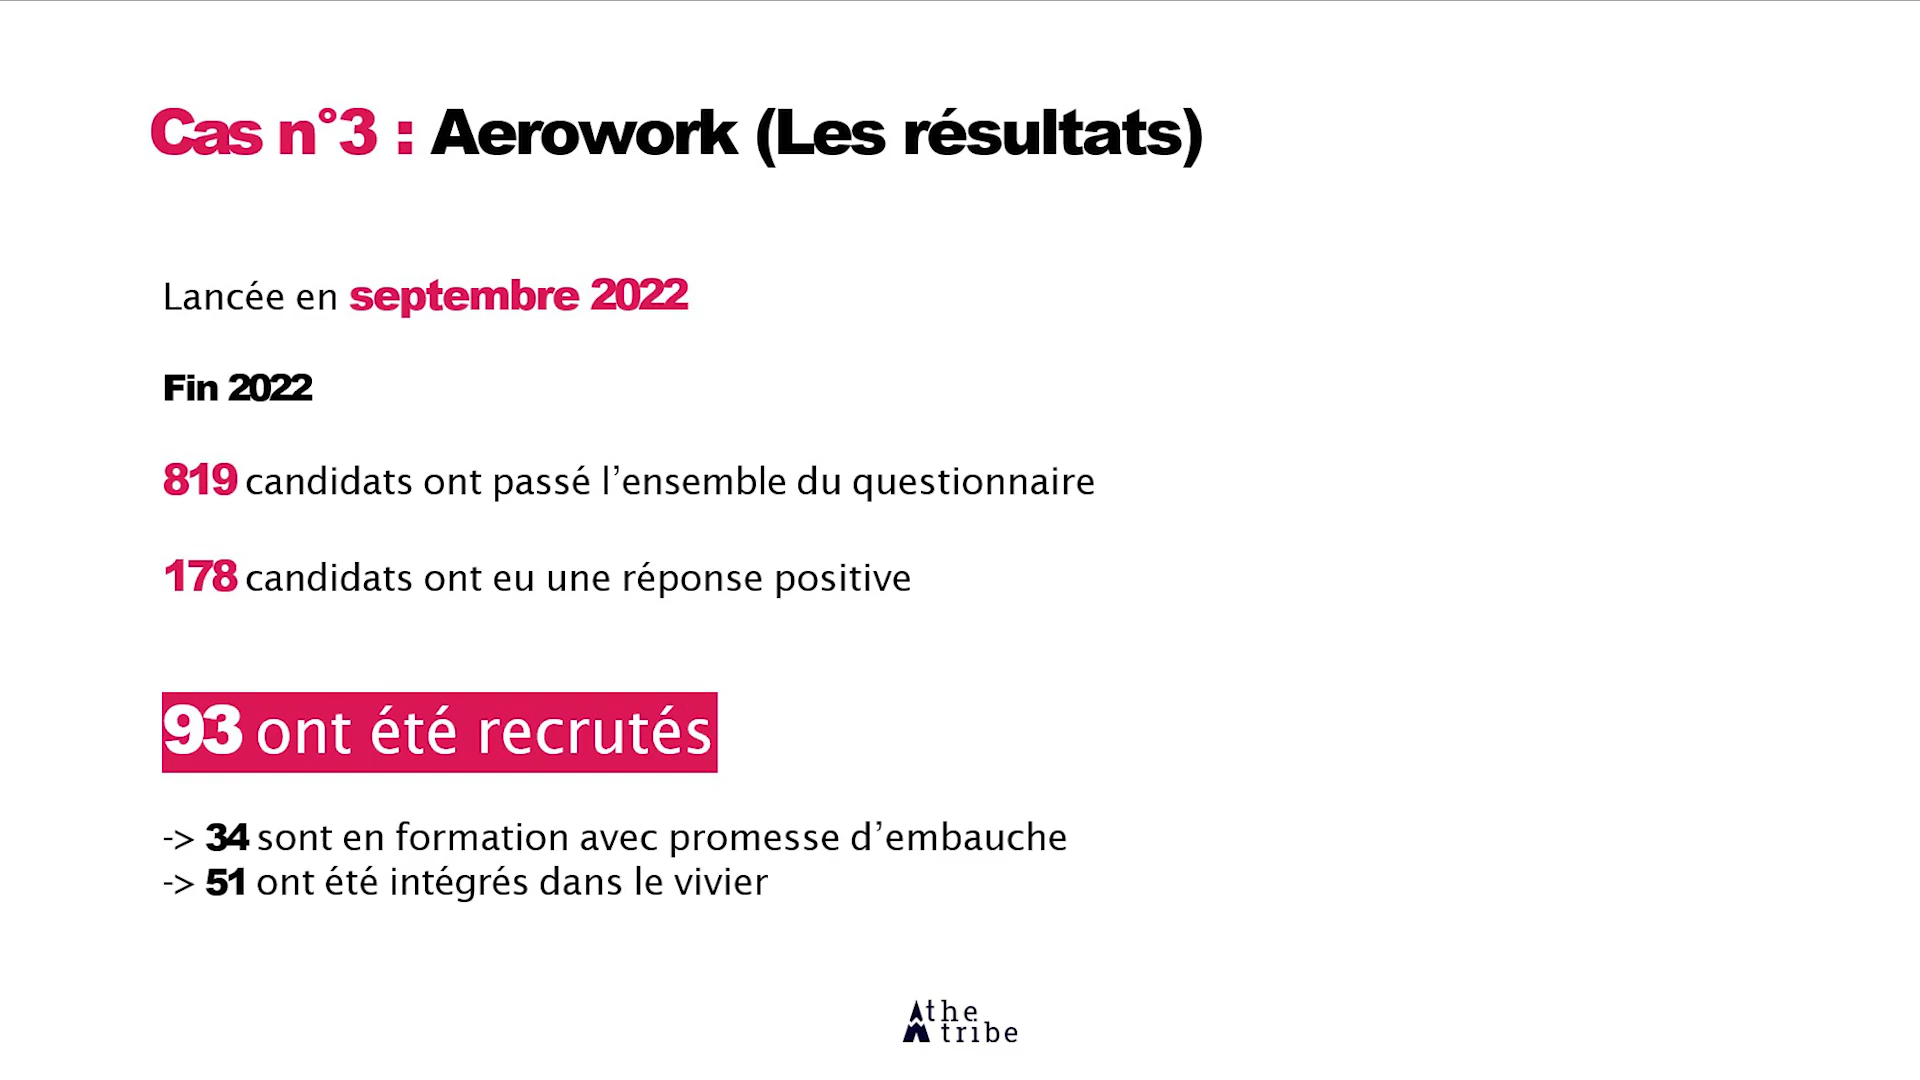 Cas n°3 : Aerowork (Les résultats)
Lancée en septembre 2022
Fin 2022
819 candidats ont passé l’ensemble du questionnaire
178 candidats ont eu une réponse positive
93 ont été recrutés
-> 34 sont en formation avec promesse d’embauche
-> 51 ont été intégrés dans le vivier
the
tribe